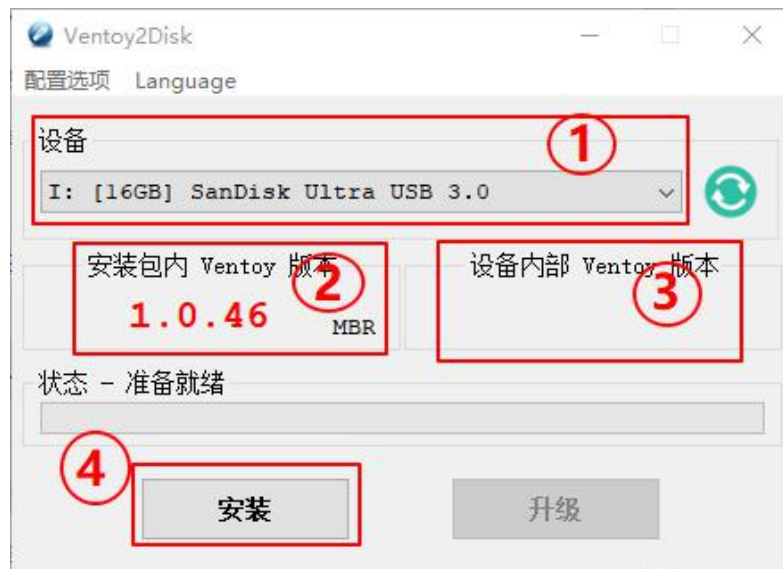 Ventoy2Disk
配置选项 Language
设备
①
I: [16GB] SanDisk Ultra USB 3.0
安装包内 Ventoy 版本
②
1.0.46
MBR
设备内部 Ventoy 版本
③
状态 - 准备就绪
④
安装
升级